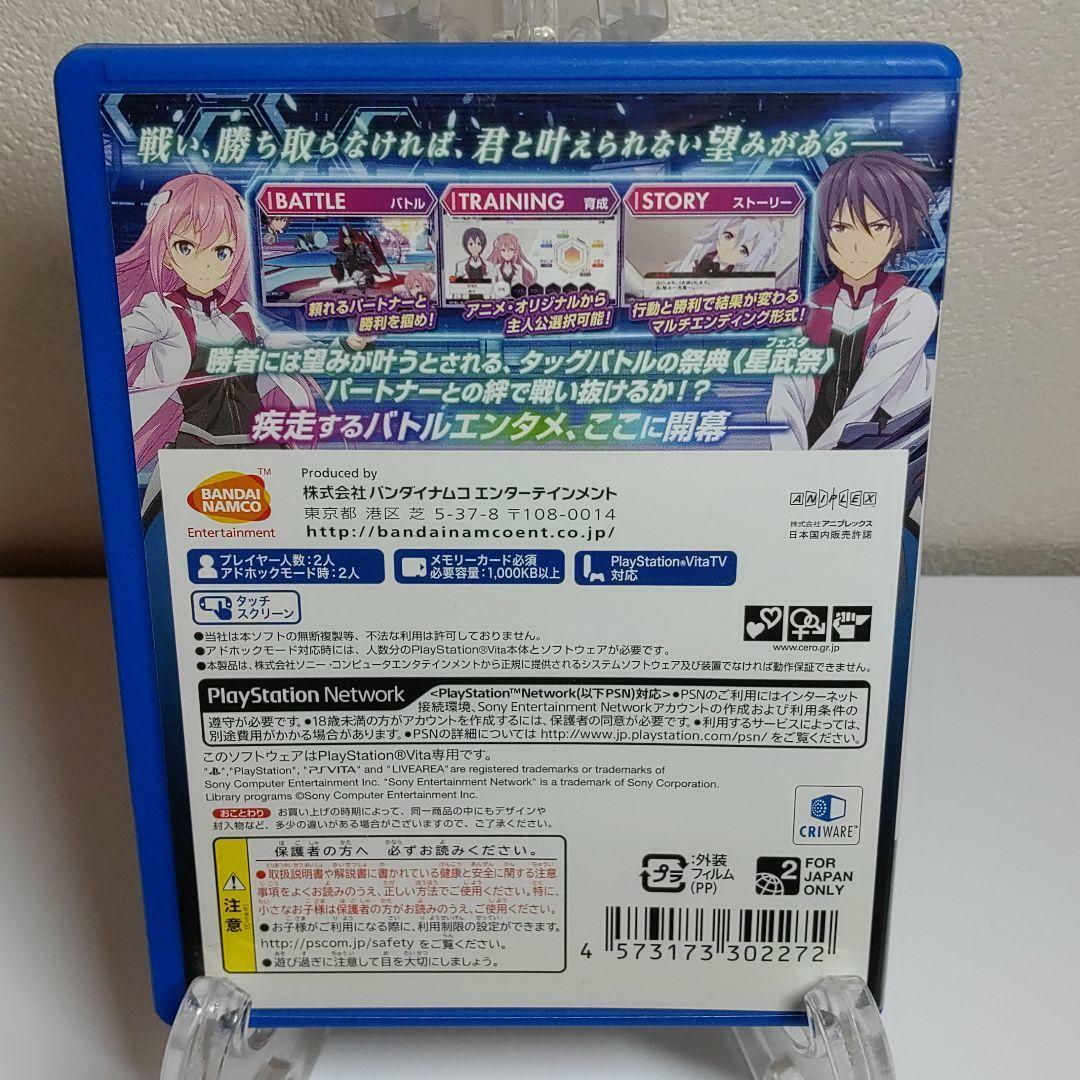 戦い、勝ち取らなければ、君と叶えられない望みがある――
BATTLE バトル
TRAINING 育成
STORY ストーリー
頼れるパートナーと
勝利を掴め!
アニメ・オリジナルから
主人公選択可能!
行動と勝利で結果が変わる
マルチエンディング形式!
フェスタ
勝者には望みが叶うとされる、タッグバトルの祭典《星武祭》
パートナーとの絆で戦い抜けるか!?
疾走するバトルエンタメ、ここに開幕――
BANDAI
NAMCO
TM
Entertainment
Produced by
株式会社 バンダイナムコ エンターテインメント
東京都 港区 芝 5-37-8 〒108-0014
http://bandainamcoent.co.jp/
ANIPLEX
株式会社アニプレックス
日本国内販売許諾
プレイヤー人数:2人
アドホックモード時:2人
メモリーカード必須
必要容量:1,000KB以上
PlayStation®VitaTV
対応
タッチ
スクリーン
www.cero.gr.jp
●当社は本ソフトの無断複製等、不法な利用は許可しておりません。
●アドホックモード対応時には、人数分のPlayStation®Vita本体とソフトウェアが必要です。
●本製品は、株式会社ソニー・コンピュータエンタテインメントから正規に提供されるシステムソフトウェア及び装置でなければ動作保証できません。
PlayStation Network <PlayStation™Network(以下PSN)対応> ●PSNのご利用にはインターネット
接続環境、Sony Entertainment Networkアカウントの作成および利用条件の
遵守が必要です。●18歳未満の方がアカウントを作成するには、保護者の同意が必要です。●利用するサービスによっては、
別途費用がかかる場合があります。●PSNの詳細については http://www.jp.playstation.com/psn/ をご覧ください。
このソフトウェアはPlayStation®Vita専用です。
"","PlayStation", "PSVITA" and "LIVEAREA" are registered trademarks or trademarks of
Sony Computer Entertainment Inc. "Sony Entertainment Network" is a trademark of Sony Corporation.
Library programs ©Sony Computer Entertainment Inc.
おことわり お買い上げの時期によって、同一商品の中にもデザインや
封入物など、多少の違いがある場合がございますので、ご了承ください。
CRIWARE™
注意
保護者の方へ 必ずお読みください。
●取扱説明書や解説書に書かれている健康と安全に関する注意
事項をよくお読みのうえ、正しい方法でご使用ください。特に、
小さなお子様は保護者の方がお読みのうえ、ご使用ください。
●お子様がご利用になる際に、利用制限の設定ができます。
http://pscom.jp/safety をご覧ください。
●遊び過ぎに注意して目を大切にしましょう。
プラ
:外装
フィルム
(PP)
2
FOR
JAPAN
ONLY
4 573173 302272